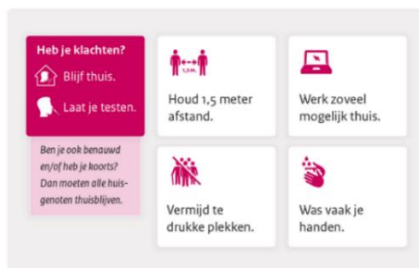 Heb je klachten?
Blijf thuis.
Laat je testen.
Ben je ook benauwd
en/of heb je koorts?
Dan moeten alle huis-
genoten thuisblijven.
1,5 m.
Houd 1,5 meter
afstand.
Werk zoveel
mogelijk thuis.
Vermijd te
drukke plekken.
Was vaak je
handen.